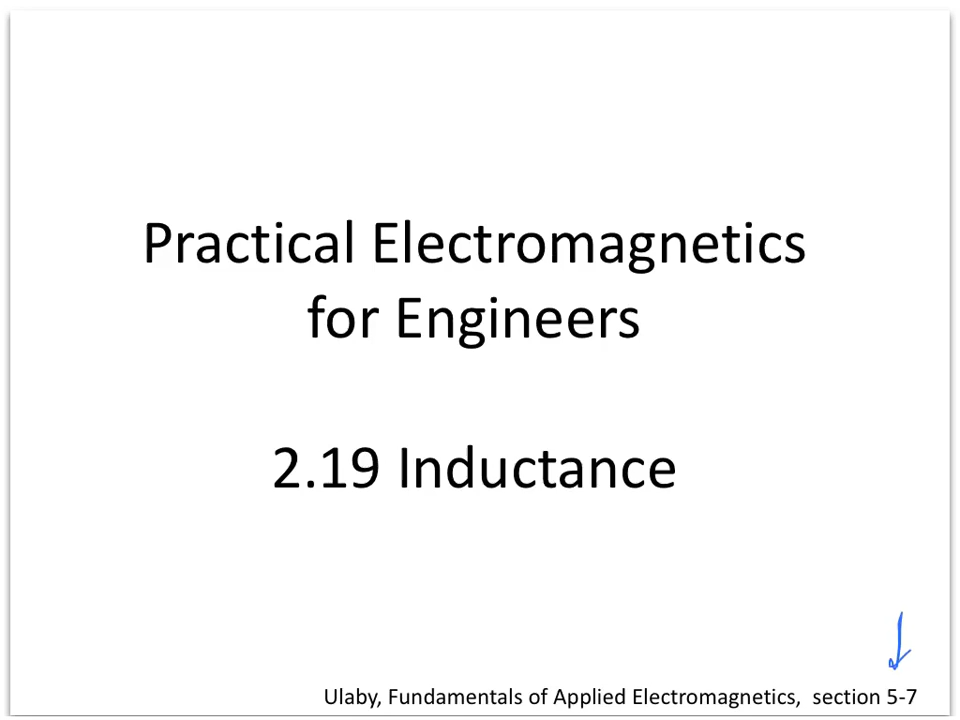 Practical Electromagnetics
for Engineers
2.19 Inductance
Ulaby, Fundamentals of Applied Electromagnetics, section 5-7